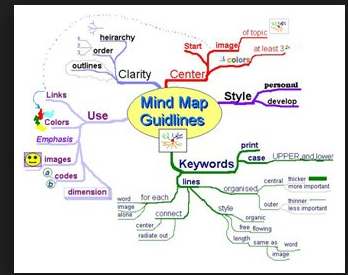 Mind Map
Guidlines
Center
Start
image
of topic
at least 3
colors
Style
personal
develop
Keywords
print
case
UPPER and lower
lines
organised
central
thicker
more important
outer
thinner
less important
style
organic
free flowing
length
same as
word
image
for each
word
image
alone
connect
center
radiate out
Use
Links
Colors
Emphasis
images
a
b
codes
dimension
Clarity
heirarchy
order
1
2
3
outlines